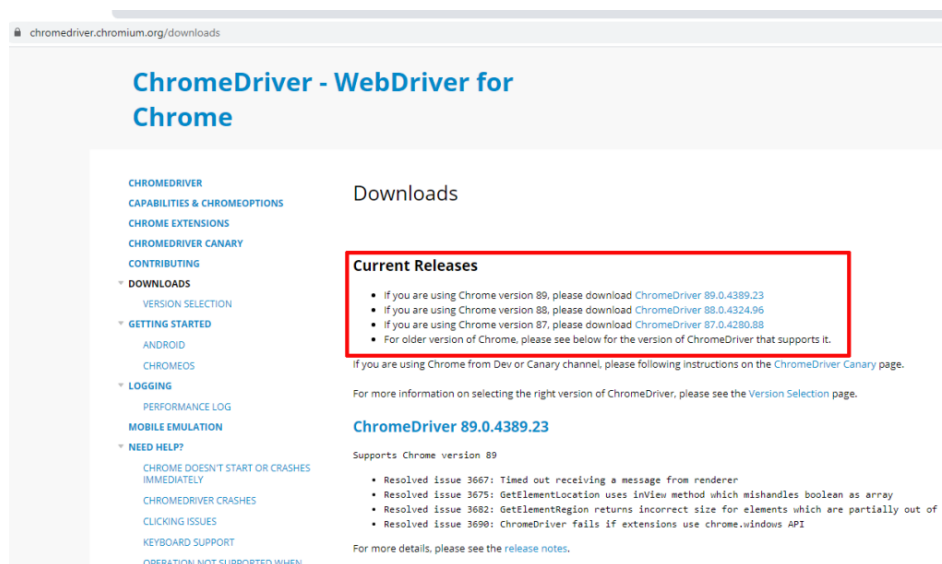 chromedriver.chromium.org/downloads
ChromeDriver - WebDriver for
Chrome
CHROMEDRIVER
CAPABILITIES & CHROMEOPTIONS
CHROME EXTENSIONS
CHROMEDRIVER CANARY
CONTRIBUTING
DOWNLOADS
VERSION SELECTION
GETTING STARTED
ANDROID
CHROMEOS
LOGGING
PERFORMANCE LOG
MOBILE EMULATION
NEED HELP?
CHROME DOESN'T START OR CRASHES
IMMEDIATELY
CHROMEDRIVER CRASHES
CLICKING ISSUES
KEYBOARD SUPPORT
OPERATION NOT SUPPORTED WHEN
Downloads
Current Releases
• If you are using Chrome version 89, please download ChromeDriver 89.0.4389.23
• If you are using Chrome version 88, please download ChromeDriver 88.0.4324.96
• If you are using Chrome version 87, please download ChromeDriver 87.0.4280.88
• For older version of Chrome, please see below for the version of ChromeDriver that supports it.
If you are using Chrome from Dev or Canary channel, please following instructions on the ChromeDriver Canary page.
For more information on selecting the right version of ChromeDriver, please see the Version Selection page.
ChromeDriver 89.0.4389.23
Supports Chrome version 89
• Resolved issue 3667: Timed out receiving a message from renderer
• Resolved issue 3675: GetElementLocation uses inView method which mishandles boolean as array
• Resolved issue 3682: GetElementRegion returns incorrect size for elements which are partially out of
• Resolved issue 3690: ChromeDriver fails if extensions use chrome.windows API
For more details, please see the release notes.